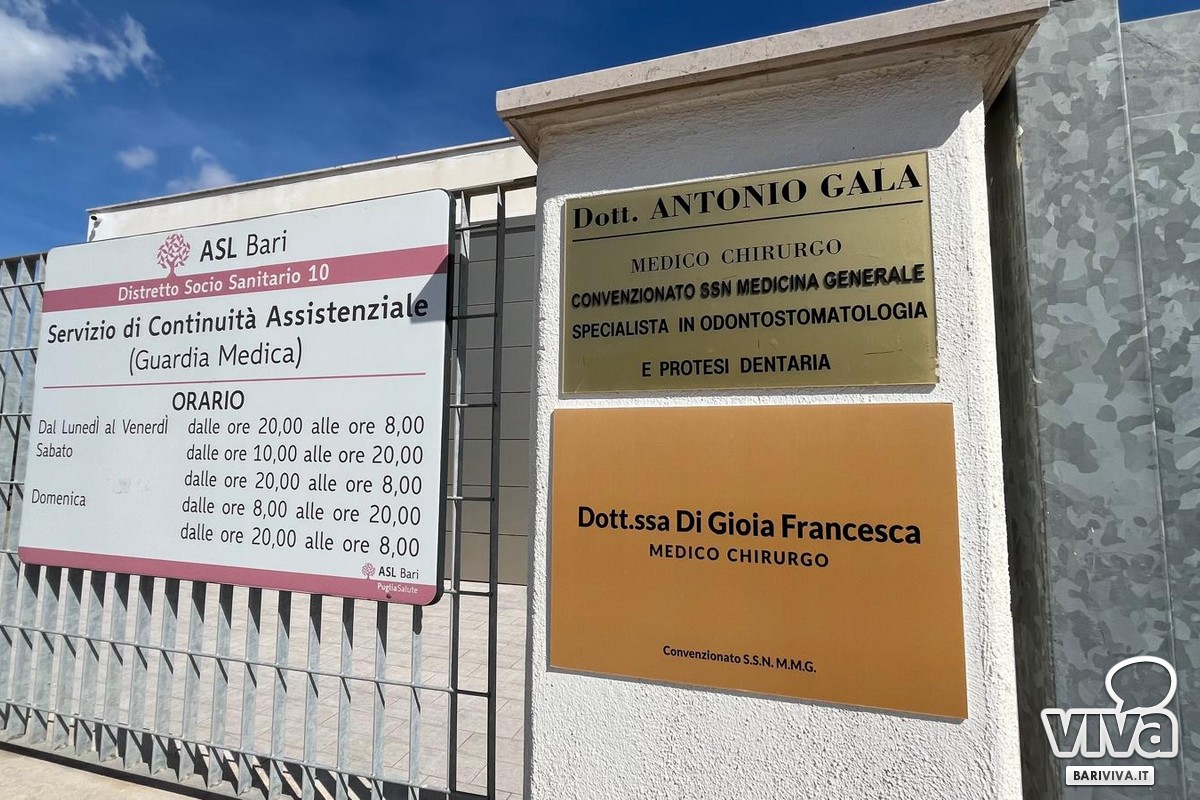 ASL Bari
Distretto Socio Sanitario 10
Servizio di Continuità Assistenziale
(Guardia Medica)
ORARIO
Dal Lunedì al Venerdì dalle ore 20,00 alle ore 8,00
Sabato dalle ore 10,00 alle ore 20,00
dalle ore 20,00 alle ore 8,00
Domenica dalle ore 8,00 alle ore 20,00
dalle ore 20,00 alle ore 8,00
ASL Bari
PugliaSalute
Dott. ANTONIO GALA
MEDICO CHIRURGO
CONVENZIONATO SSN MEDICINA GENERALE
SPECIALISTA IN ODONTOSTOMATOLOGIA
E PROTESI DENTARIA
Dott.ssa Di Gioia Francesca
MEDICO CHIRURGO
Convenzionato S.S.N. M.M.G.
viva
BARIVIVA.IT